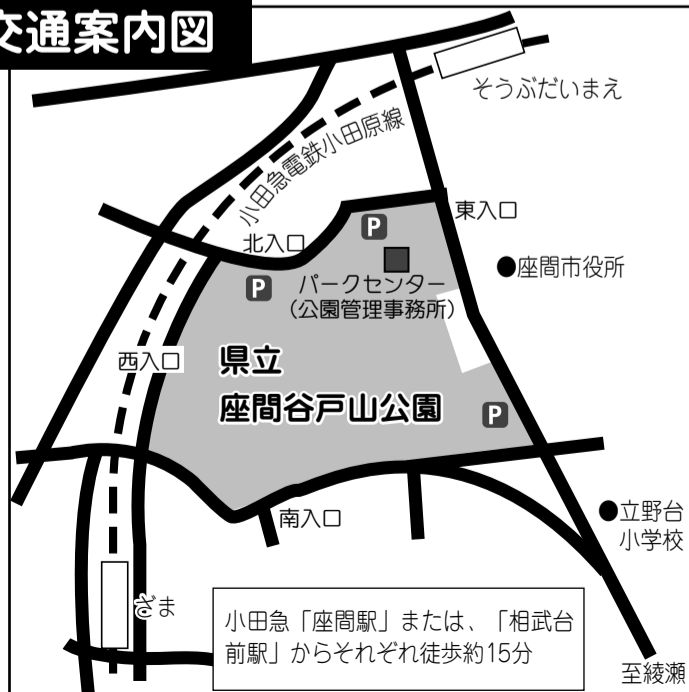 交通案内図
そうぶだいまえ
小田急電鉄小田原線
東入口
北入口
P
座間市役所
P
パークセンター
（公園管理事務所）
西入口
県立
座間谷戸山公園
P
南入口
立野台
小学校
ざま
小田急「座間駅」または、「相武台
前駅」からそれぞれ徒歩約15分
至綾瀬